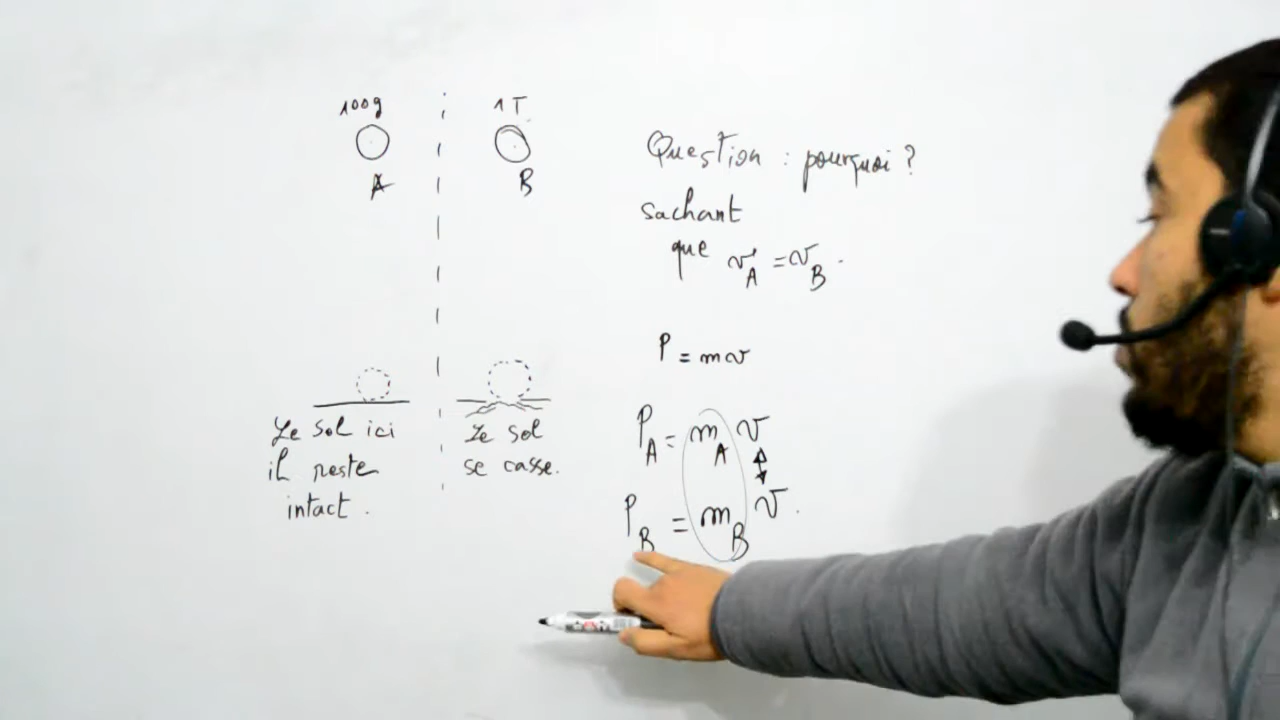 100g
A
1T
B
Le sol ici
il reste
intact.
Le sol
se casse.
Question : pourquoi ?
sachant
que v_A = v_B.
P = mv
P_A = m_A v
P_B = m_B v.